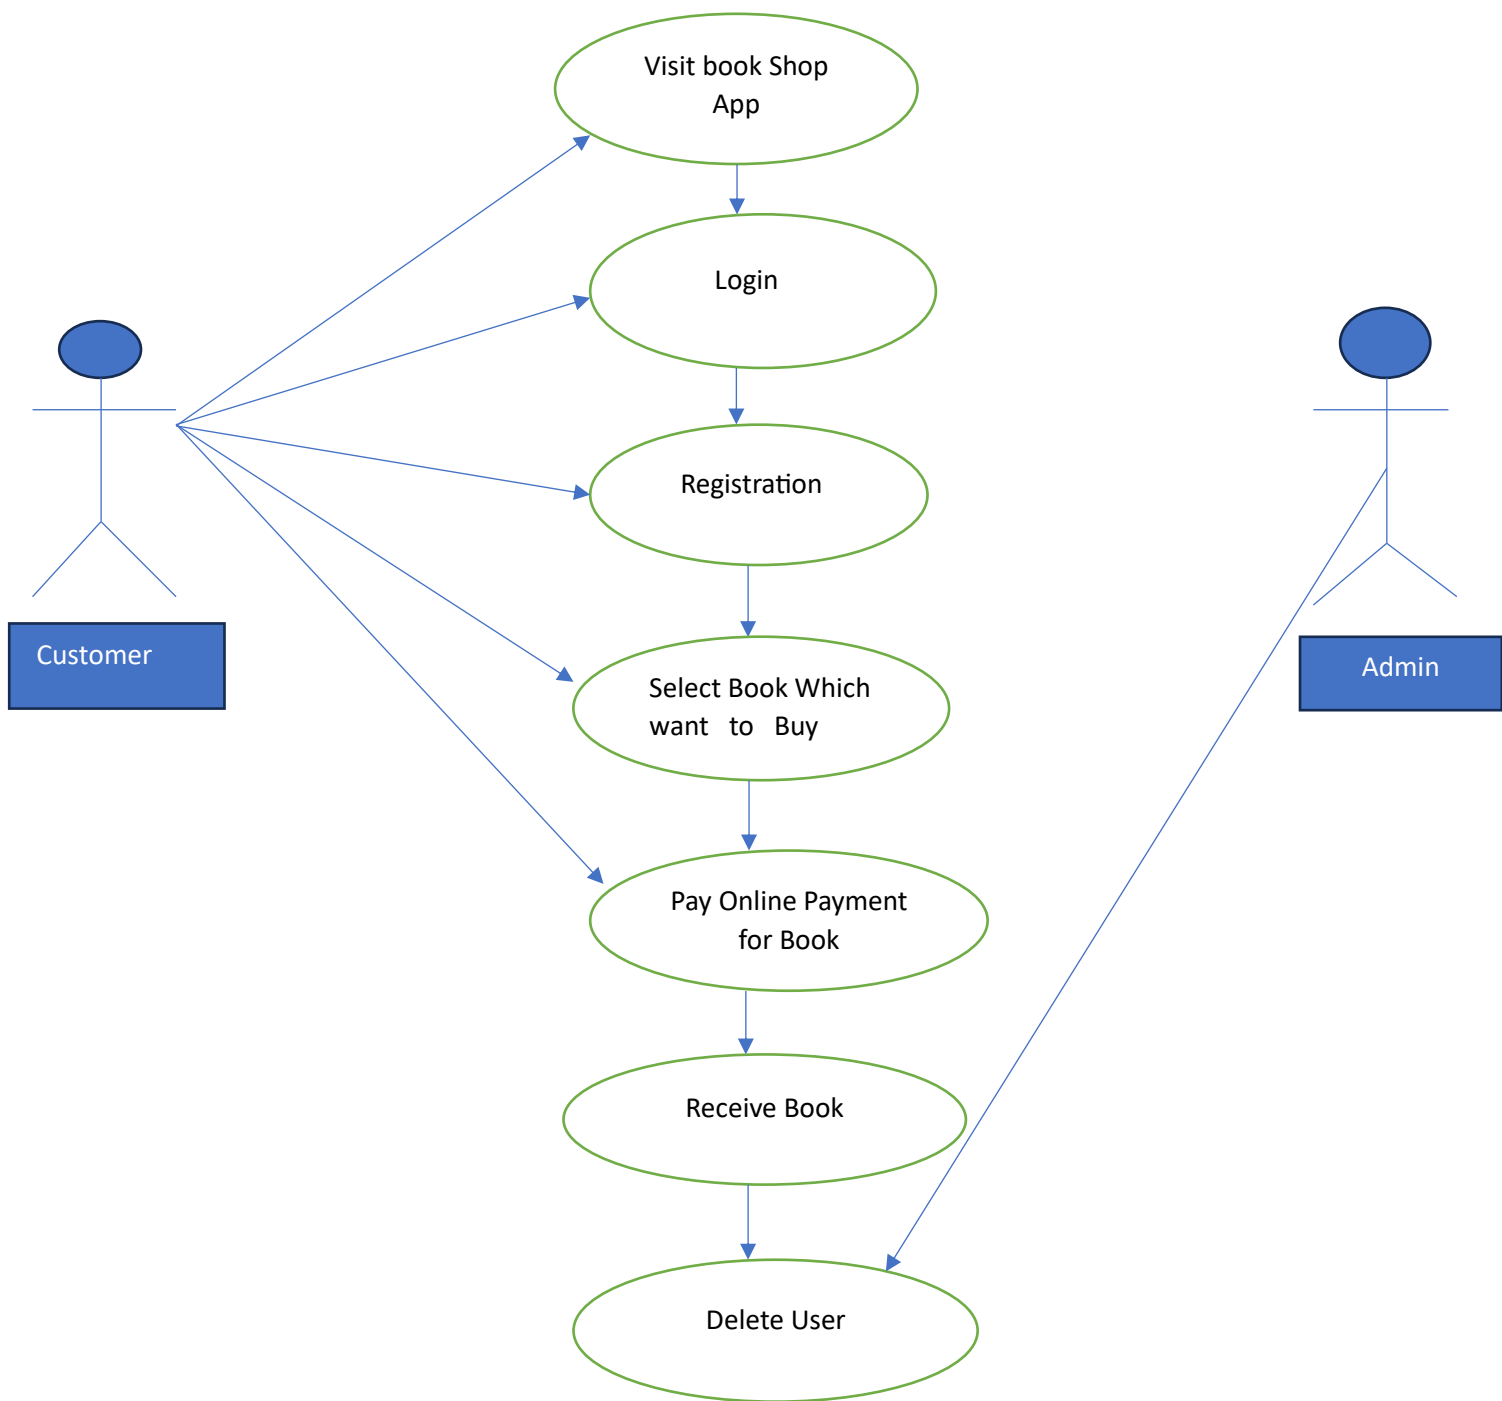 Visit book Shop
App
Login
Registration
Customer
Admin
Select Book Which
want to Buy
Pay Online Payment
for Book
Receive Book
Delete User